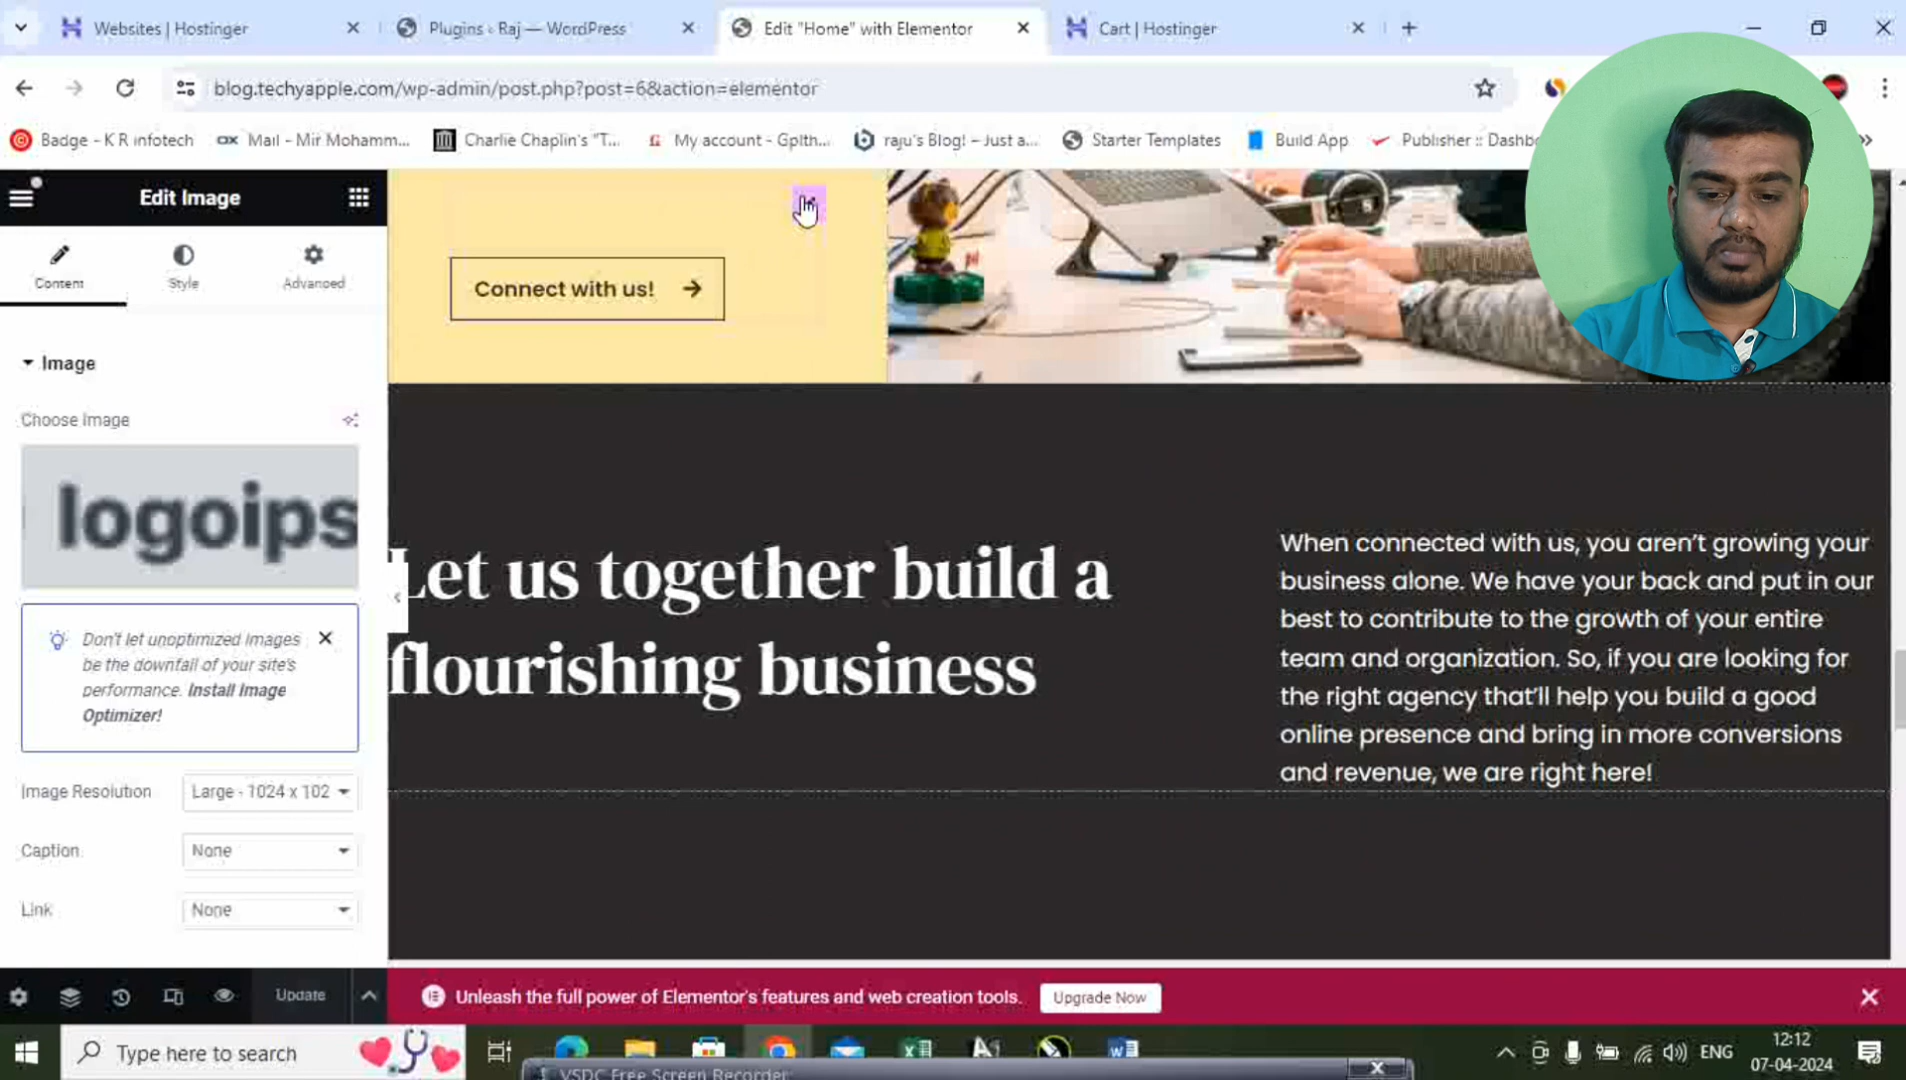 Websites | Hostinger
Plugins ‹ Raj — WordPress
Edit "Home" with Elementor
Cart | Hostinger
blog.techyapple.com/wp-admin/post.php?post=6&action=elementor
Badge - K R infotech
Mail - Mir Mohamm...
Charlie Chaplin's "T...
My account - Gplth...
raju's Blog! – Just a...
Starter Templates
Build App
Publisher :: Dashb
Edit Image
Content
Style
Advanced
Image
Choose Image
logoips
Don't let unoptimized images
be the downfall of your site's
performance. Install Image
Optimizer!
Image Resolution
Large - 1024 x 102
Caption
None
Link
None
Update
Connect with us!
Let us together build a
flourishing business
When connected with us, you aren't growing your
business alone. We have your back and put in our
best to contribute to the growth of your entire
team and organization. So, if you are looking for
the right agency that'll help you build a good
online presence and bring in more conversions
and revenue, we are right here!
Unleash the full power of Elementor's features and web creation tools.
Upgrade Now
Type here to search
VSDC Free Screen Recorder
ENG
12:12
07-04-2024